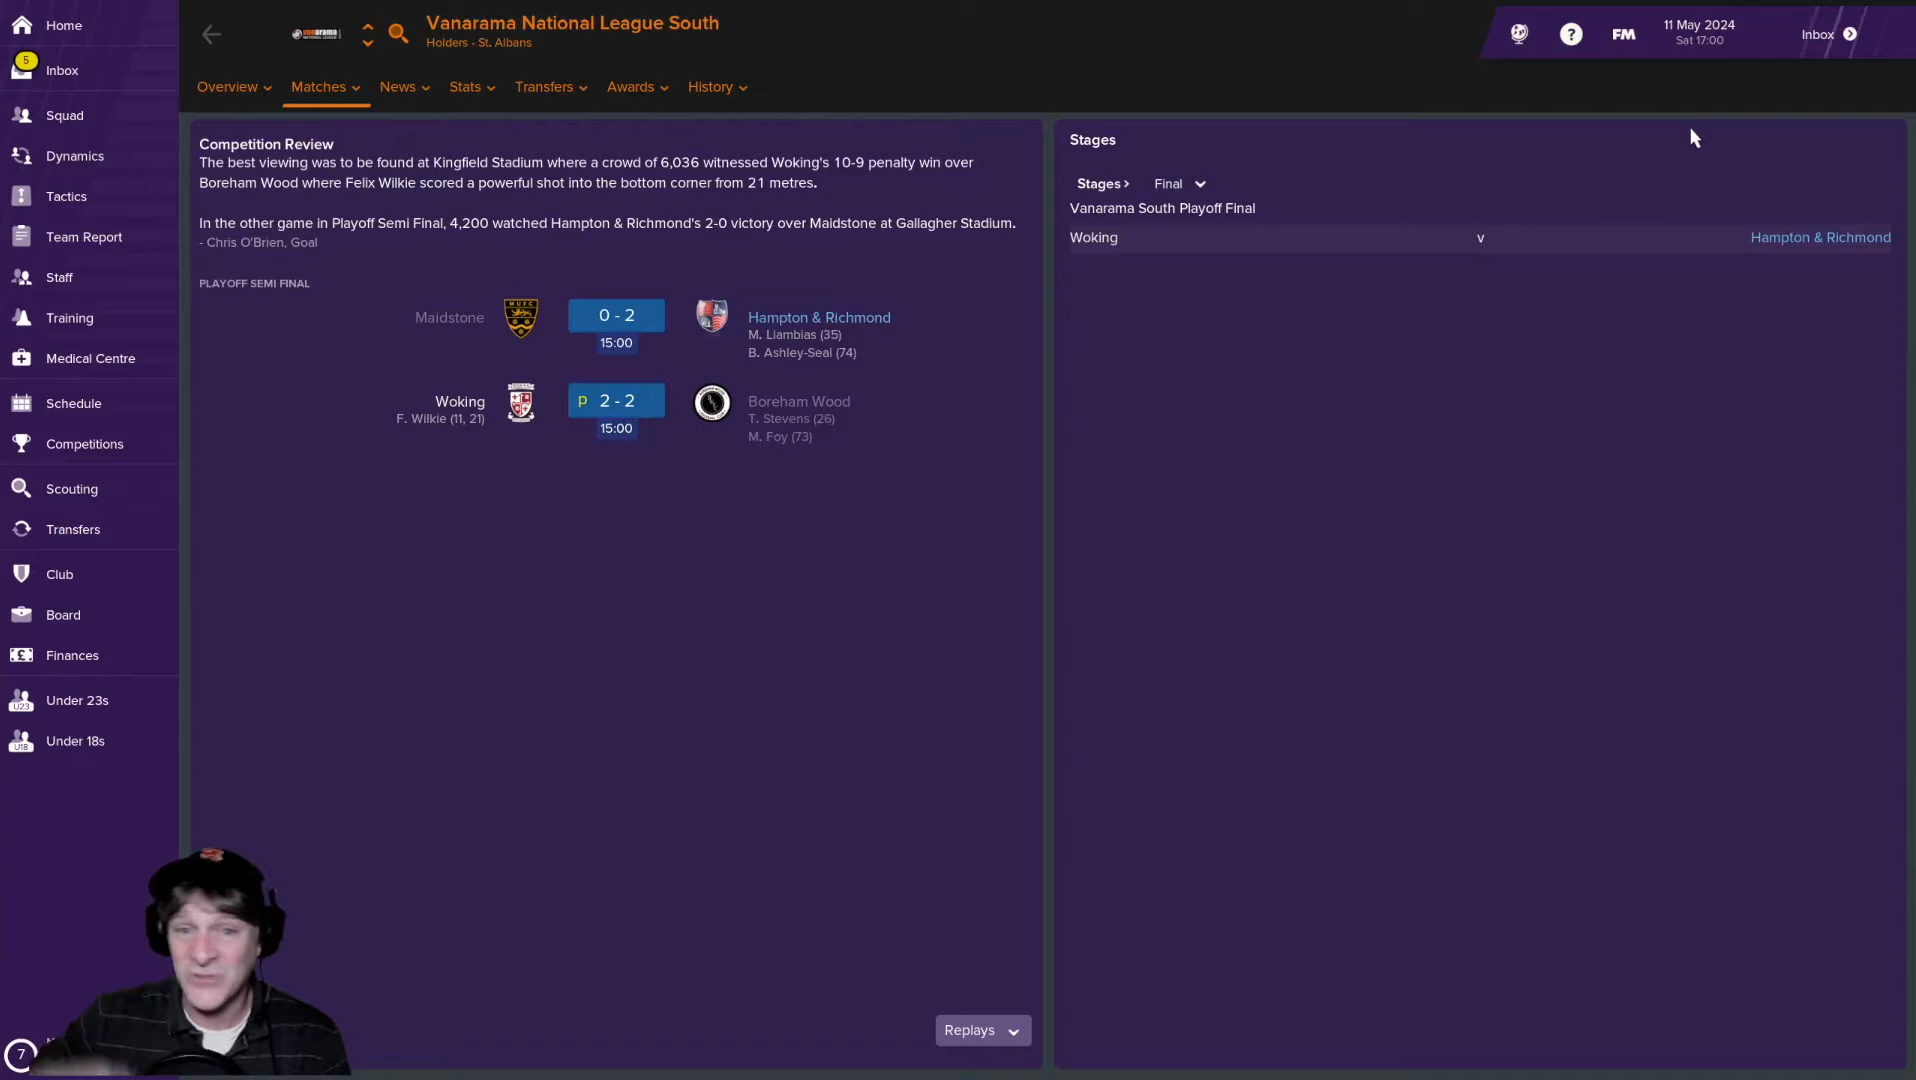 Home
5
Inbox
Squad
Dynamics
Tactics
Team Report
Staff
Training
Medical Centre
Schedule
Competitions
Scouting
Transfers
Club
Board
Finances
U23
Under 23s
U18
Under 18s
7
Vanarama National League South
Holders - St. Albans
FM
11 May 2024
Sat 17:00
Inbox
Overview
Matches
News
Stats
Transfers
Awards
History
Competition Review
The best viewing was to be found at Kingfield Stadium where a crowd of 6,036 witnessed Woking's 10-9 penalty win over
Boreham Wood where Felix Wilkie scored a powerful shot into the bottom corner from 21 metres.
In the other game in Playoff Semi Final, 4,200 watched Hampton & Richmond's 2-0 victory over Maidstone at Gallagher Stadium.
- Chris O'Brien, Goal
PLAYOFF SEMI FINAL
Maidstone 0 - 2 Hampton & Richmond
15:00
M. Liambias (35)
B. Ashley-Seal (74)
Woking p 2 - 2 Boreham Wood
F. Wilkie (11, 21)
15:00
T. Stevens (26)
M. Foy (73)
Replays
Stages
Stages > Final
Vanarama South Playoff Final
Woking v Hampton & Richmond